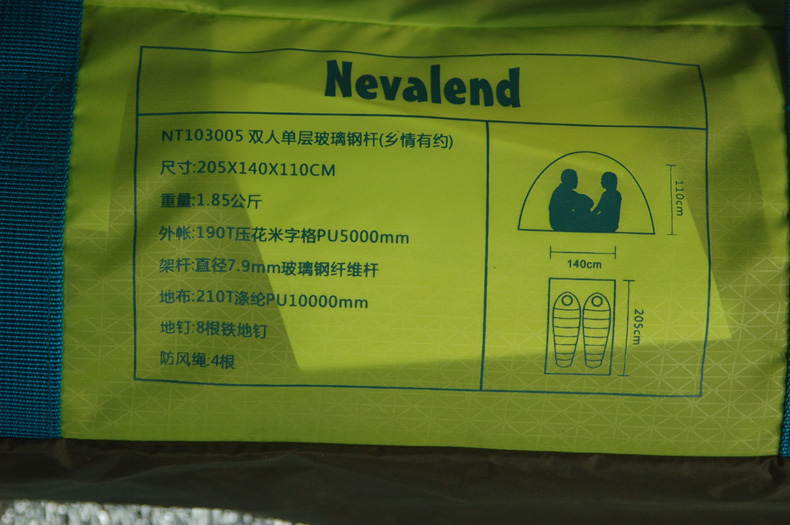 Nevalend
NT103005 双人单层玻璃钢杆(乡情有约)
尺寸:205X140X110CM
重量:1.85公斤
外帐:190T压花米字格PU5000mm
架杆:直径7.9mm玻璃钢纤维杆
地布:210T涤纶PU10000mm
地钉:8根铁地钉
防风绳:4根
110cm
140cm
205cm